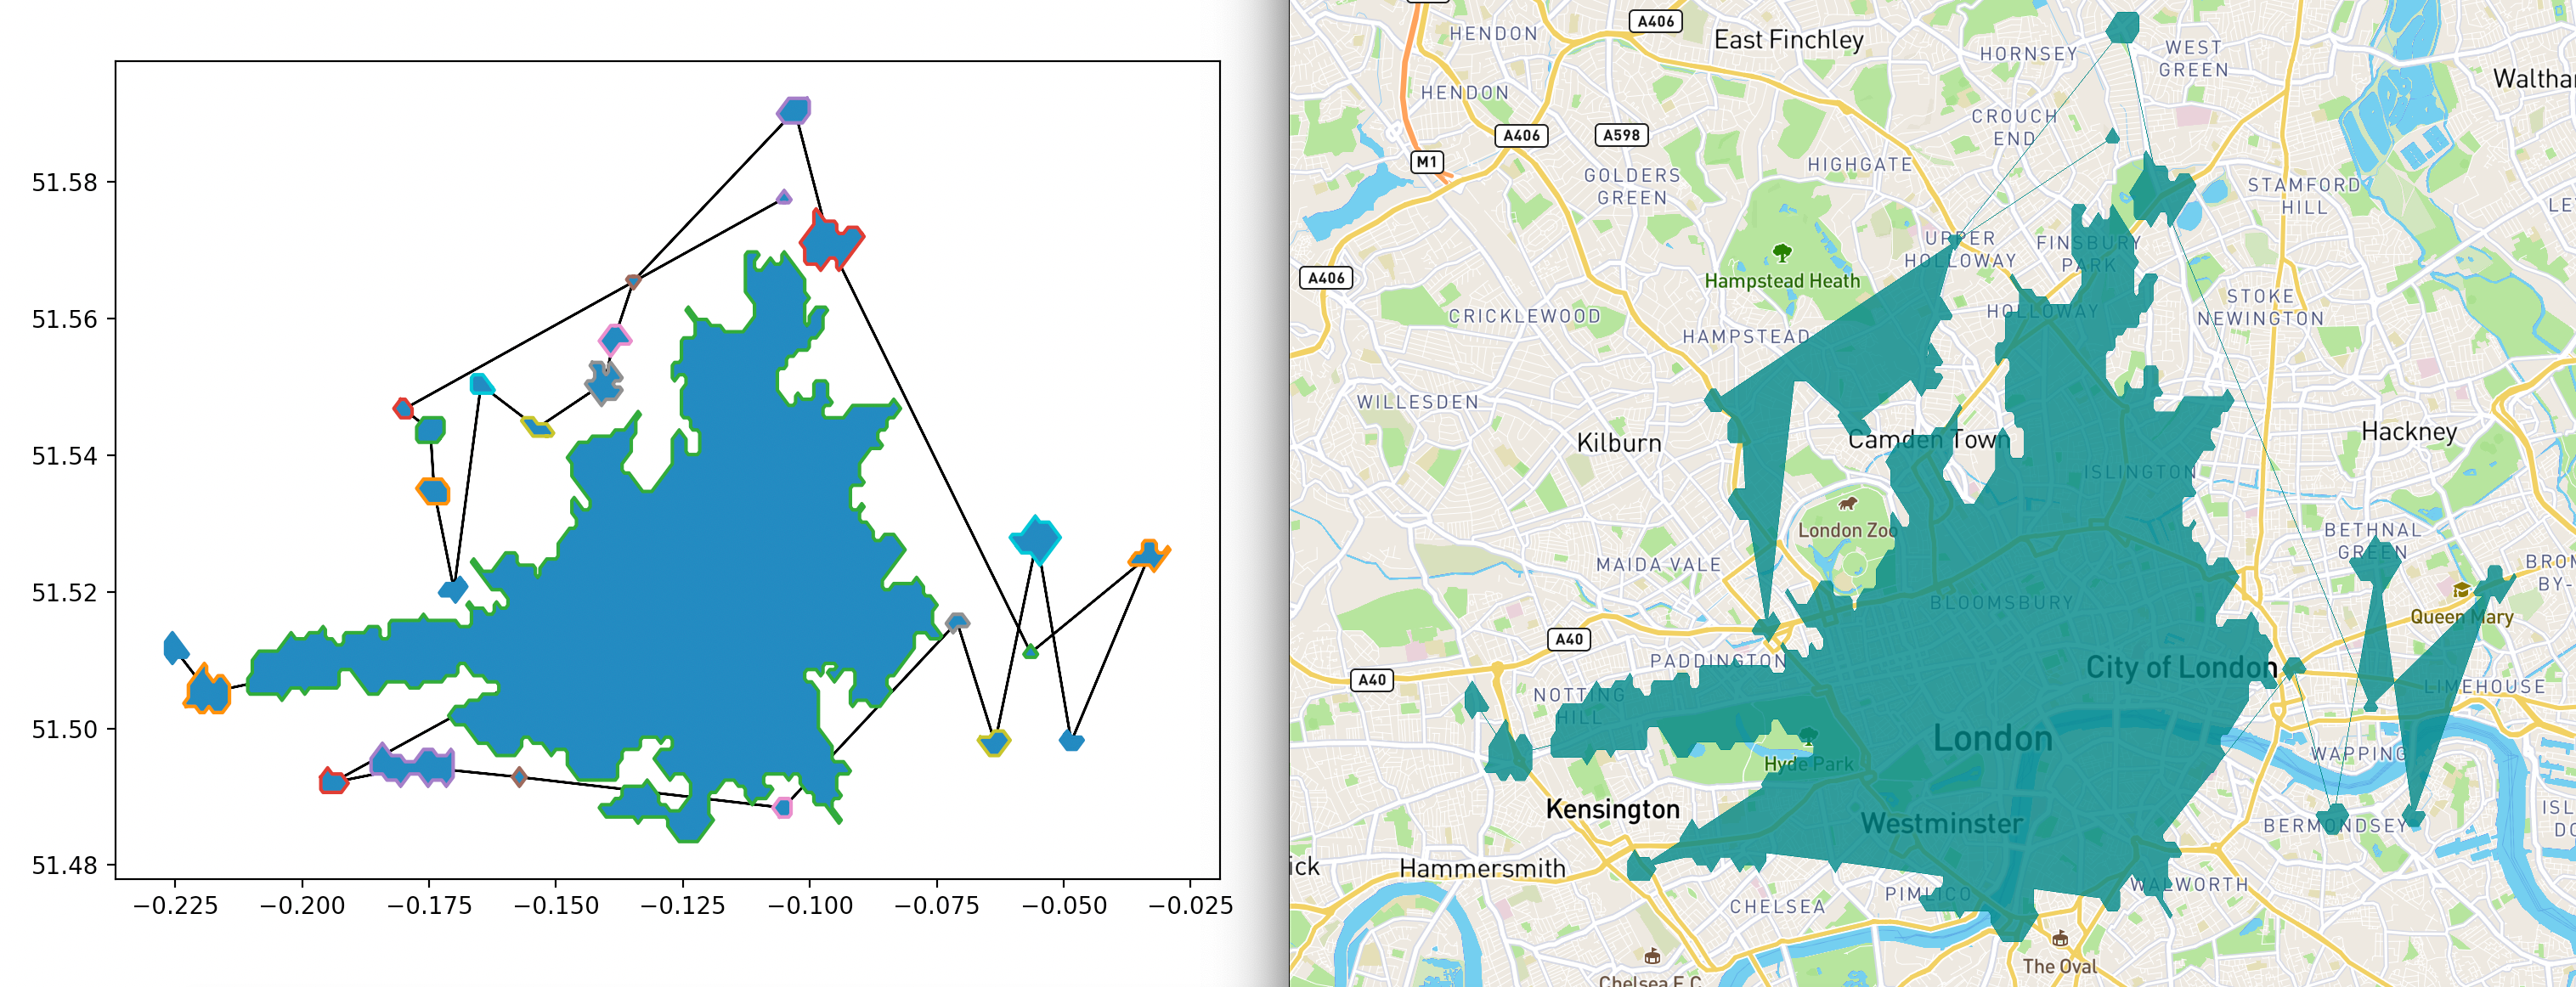 51.58
51.56
51.54
51.52
51.50
51.48
−0.225
−0.200
−0.175
−0.150
−0.125
−0.100
−0.075
−0.050
−0.025
A406
HENDON
East Finchley
HORNSEY
WEST
GREEN
Waltha
HENDON
CROUCH
END
A406
A598
M1
HIGHGATE
GOLDERS
GREEN
STAMFORD
HILL
LE
UPPER
HOLLOWAY
FINSBURY
PARK
A406
Hampstead Heath
STOKE
NEWINGTON
CRICKLEWOOD
HOLLOWAY
HAMPSTEAD
WILLESDEN
Kilburn
Camden Town
Hackney
ISLINGTON
London Zoo
BETHNAL
GREEN
MAIDA VALE
BRON
BY-
BLOOMSBURY
Queen Mary
A40
PADDINGTON
City of London
A40
NOTTING
HILL
LIMEHOUSE
London
WAPPING
Hyde Park
Kensington
Westminster
BERMONDSEY
ISL
DO
ick
Hammersmith
WALWORTH
PIMLICO
CHELSEA
The Oval
Chelsea F.C.